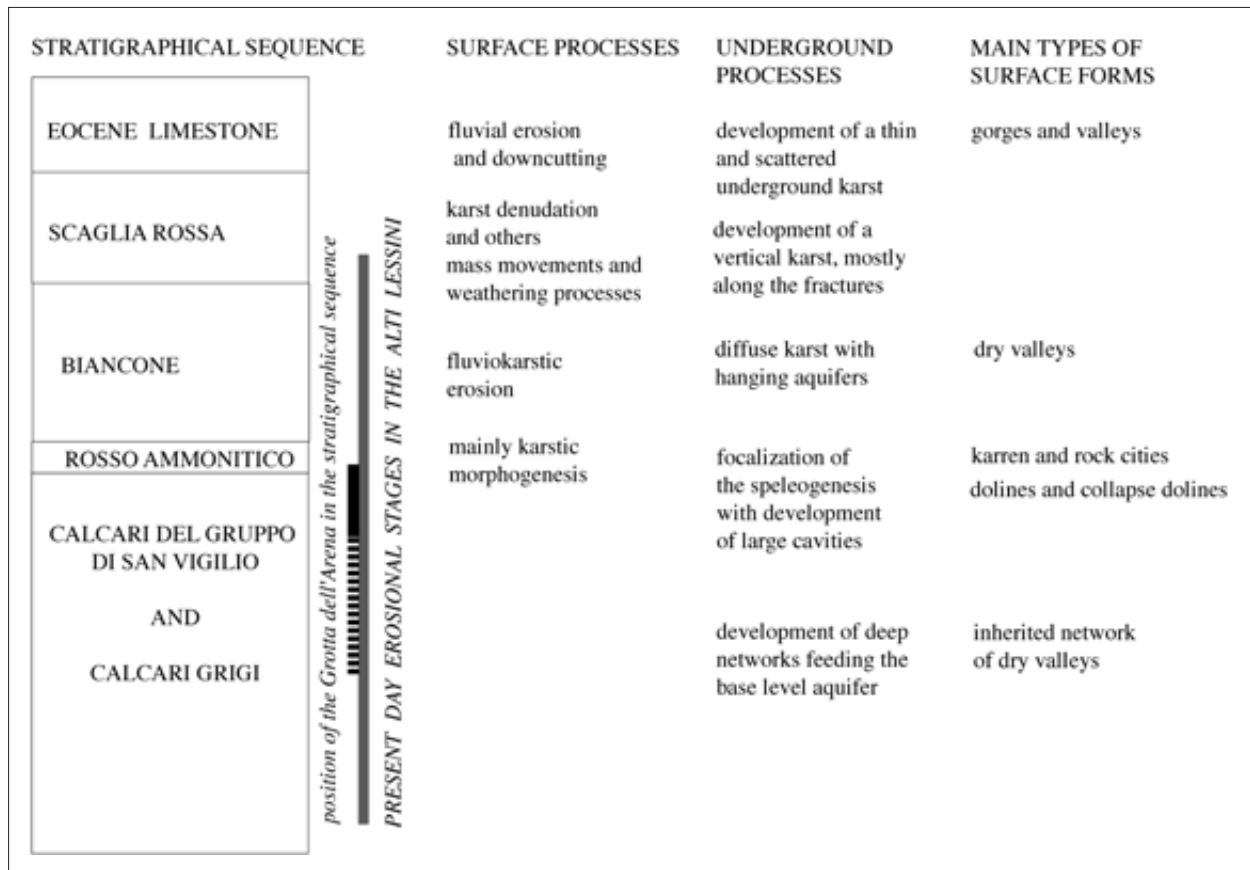 STRATIGRAPHICAL SEQUENCE
EOCENE LIMESTONE
SCAGLIA ROSSA
BIANCONE
ROSSO AMMONITICO
CALCARI DEL GRUPPO
DI SAN VIGILIO
AND
CALCARI GRIGI
position of the Grotta dell'Arena in the stratigraphical sequence
PRESENT DAY EROSIONAL STAGES IN THE ALTI LESSINI
SURFACE PROCESSES
fluvial erosion
and downcutting
karst denudation
and others
mass movements and
weathering processes
fluviokarstic
erosion
mainly karstic
morphogenesis
UNDERGROUND
PROCESSES
development of a thin
and scattered
underground karst
development of a
vertical karst, mostly
along the fractures
diffuse karst with
hanging aquifers
focalization of
the speleogenesis
with development
of large cavities
development of deep
networks feeding the
base level aquifer
MAIN TYPES OF
SURFACE FORMS
gorges and valleys
dry valleys
karren and rock cities
dolines and collapse dolines
inherited network
of dry valleys